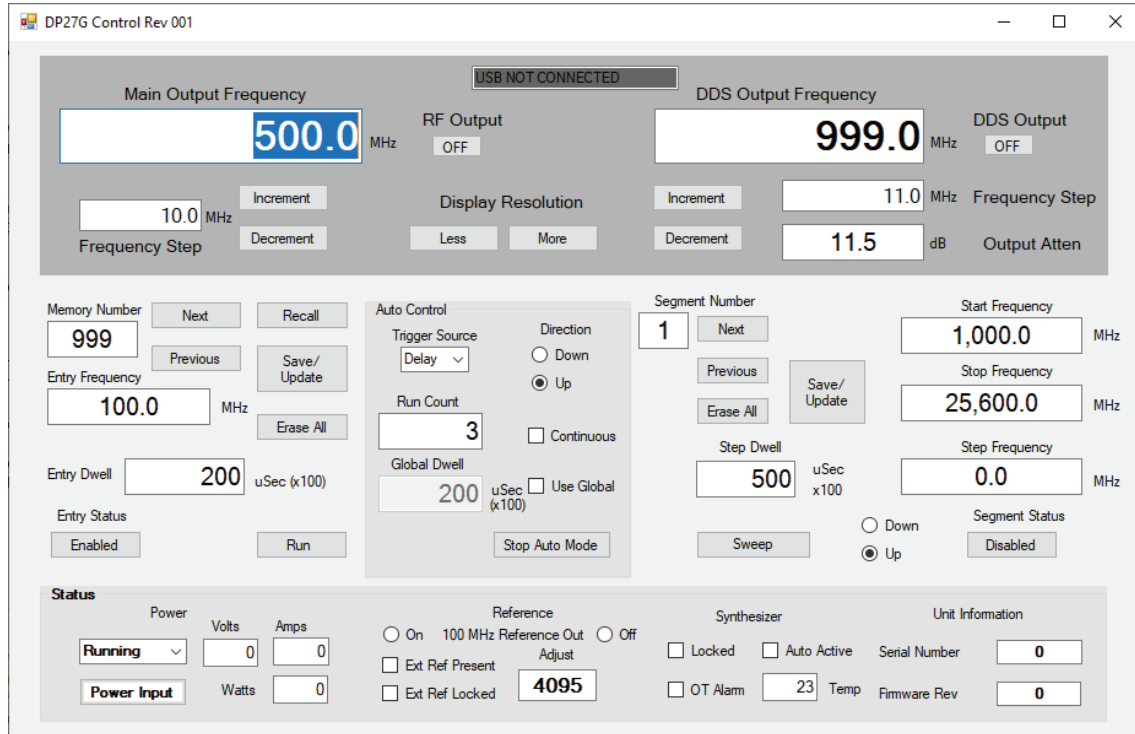 DP27G Control Rev 001
USB NOT CONNECTED
Main Output Frequency
500.0 MHz
RF Output
OFF
DDS Output Frequency
999.0 MHz
DDS Output
OFF
10.0 MHz
Frequency Step
Increment
Decrement
Display Resolution
Less More
Increment
Decrement
11.0 MHz Frequency Step
11.5 dB Output Atten
Memory Number
999
Next
Previous
Recall
Save/
Update
Erase All
Entry Frequency
100.0 MHz
Entry Dwell 200 uSec (x100)
Entry Status
Enabled
Run
Auto Control
Trigger Source
Delay
Direction
Down
Up
Run Count
3
Continuous
Global Dwell
200 uSec
(x100)
Use Global
Stop Auto Mode
Segment Number
1
Next
Previous
Erase All
Save/
Update
Step Dwell
500 uSec
x100
Sweep
Down
Up
Start Frequency
1,000.0 MHz
Stop Frequency
25,600.0 MHz
Step Frequency
0.0 MHz
Segment Status
Disabled
Status
Power
Running
Power Input
Volts
0
Amps
0
Watts 0
Reference
On 100 MHz Reference Out Off
Ext Ref Present
Ext Ref Locked
Adjust
4095
Synthesizer
Locked Auto Active
OT Alarm 23 Temp
Unit Information
Serial Number 0
Firmware Rev 0